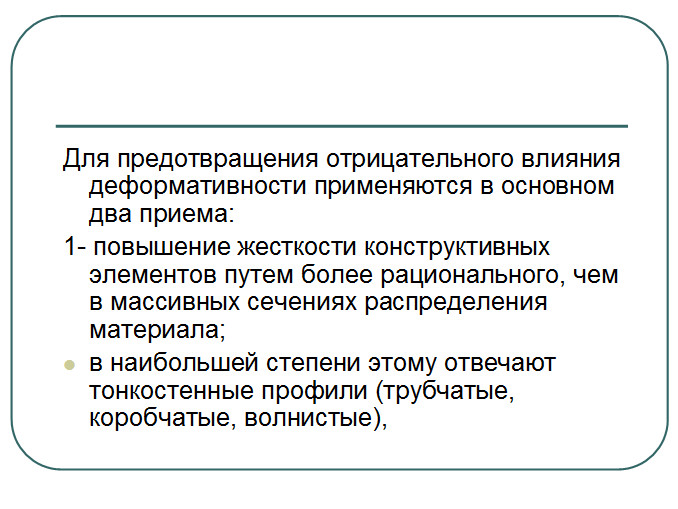 Для предотвращения отрицательного влияния
деформативности применяются в основном
два приема:
1- повышение жесткости конструктивных
элементов путем более рационального, чем
в массивных сечениях распределения
материала;
в наибольшей степени этому отвечают
тонкостенные профили (трубчатые,
коробчатые, волнистые),